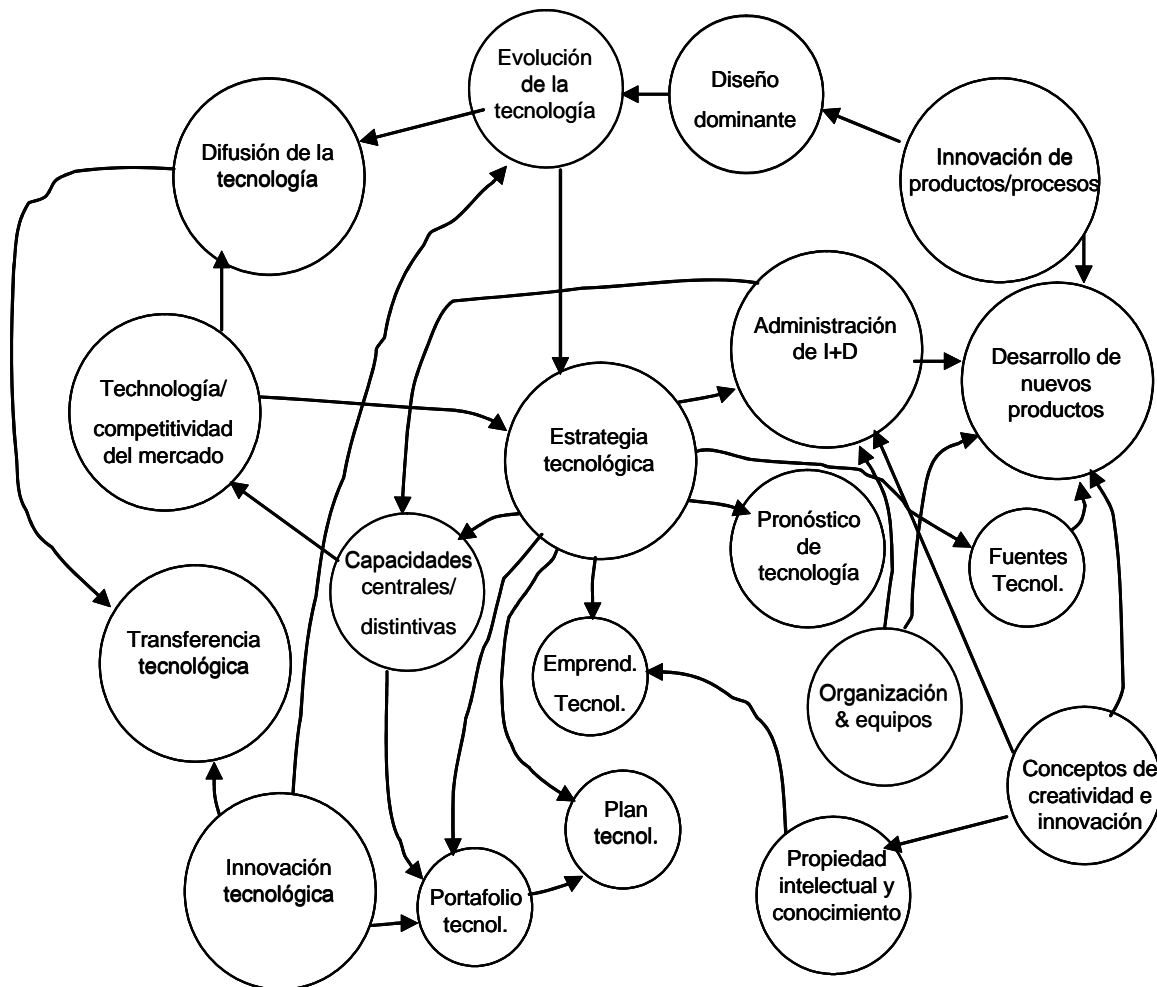 Evolución
de la
tecnología
Diseño
dominante
Difusión de la
tecnología
Innovación de
productos/procesos
Administración
de I+D
Desarrollo de
nuevos
productos
Technología/
competitividad
del mercado
Estrategia
tecnológica
Pronóstico
de
tecnología
Fuentes
Tecnol.
Capacidades
centrales/
distintivas
Transferencia
tecnológica
Emprend.
Tecnol.
Organización
& equipos
Conceptos de
creatividad e
innovación
Plan
tecnol.
Innovación
tecnológica
Portafolio
tecnol.
Propiedad
intelectual y
conocimiento